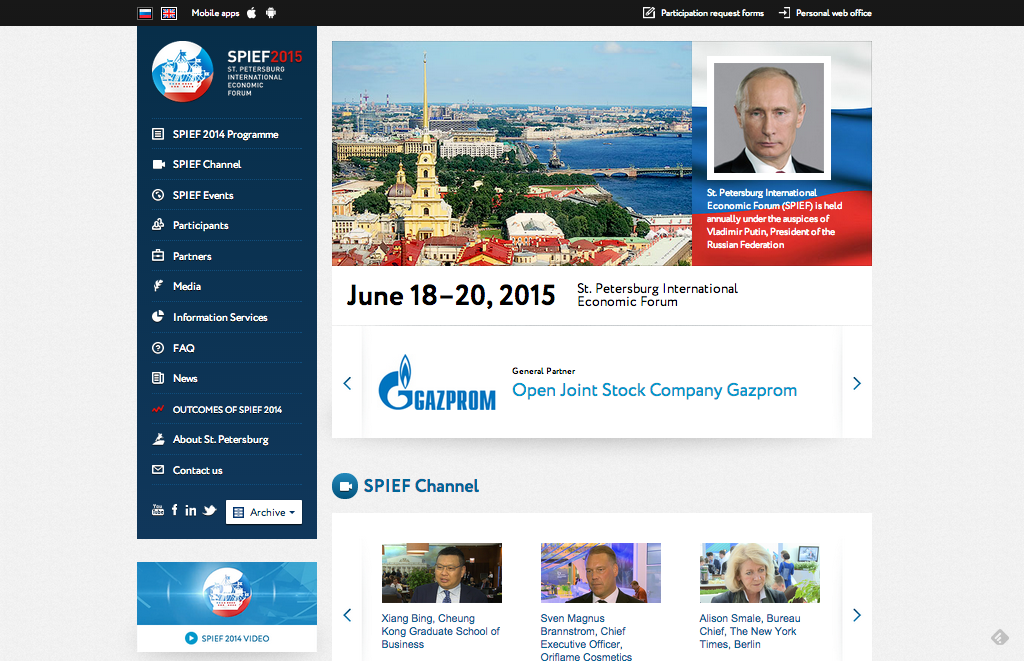 Mobile apps
Participation request forms
Personal web office
SPIEF2015
ST. PETERSBURG
INTERNATIONAL
ECONOMIC
FORUM
SPIEF 2014 Programme
SPIEF Channel
SPIEF Events
Participants
Partners
Media
Information Services
FAQ
News
OUTCOMES OF SPIEF 2014
About St. Petersburg
Contact us
You
Tube
Archive
SPIEF 2014 VIDEO
St. Petersburg International
Economic Forum (SPIEF) is held
annually under the auspices of
Vladimir Putin, President of the
Russian Federation
June 18–20, 2015
St. Petersburg International
Economic Forum
GAZPROM
General Partner
Open Joint Stock Company Gazprom
SPIEF Channel
Xiang Bing, Cheung
Kong Graduate School of
Business
Sven Magnus
Brannstrom, Chief
Executive Officer,
Oriflame Cosmetics
Alison Smale, Bureau
Chief, The New York
Times, Berlin